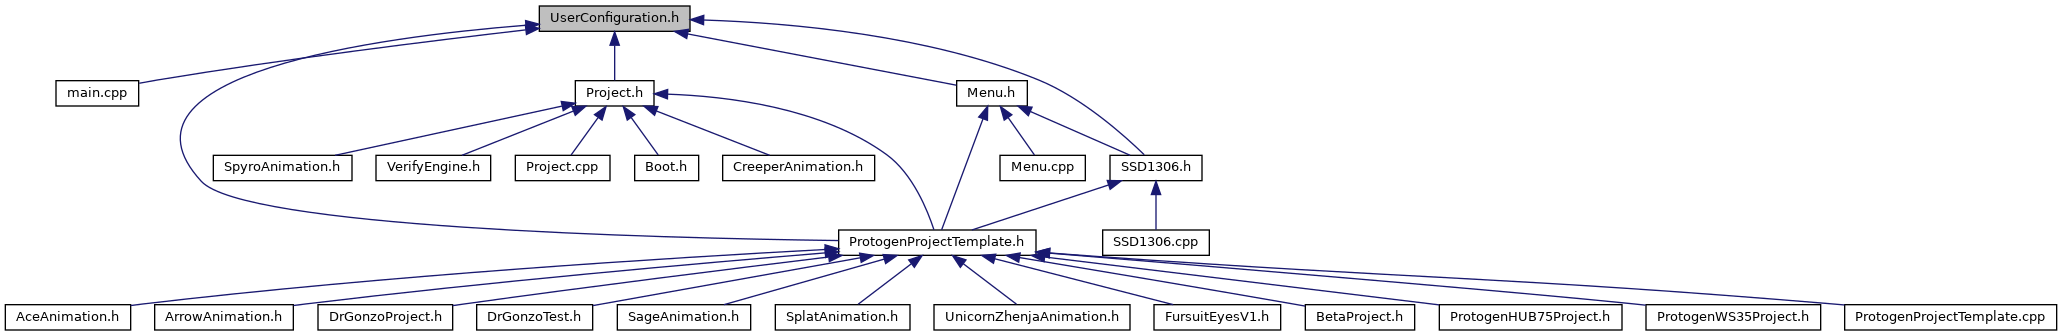 UserConfiguration.h
main.cpp
Project.h
Menu.h
SpyroAnimation.h
VerifyEngine.h
Project.cpp
Boot.h
CreeperAnimation.h
Menu.cpp
SSD1306.h
ProtogenProjectTemplate.h
SSD1306.cpp
AceAnimation.h
ArrowAnimation.h
DrGonzoProject.h
DrGonzoTest.h
SageAnimation.h
SplatAnimation.h
UnicornZhenjaAnimation.h
FursuitEyesV1.h
BetaProject.h
ProtogenHUB75Project.h
ProtogenWS35Project.h
ProtogenProjectTemplate.cpp